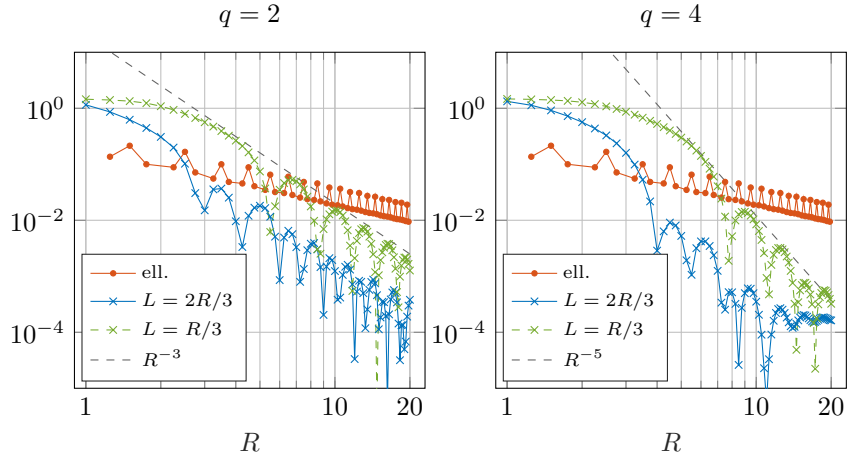 q = 2
10^0
10^{-2}
10^{-4}
ell.
L = 2R/3
L = R/3
R^{-3}
1
10
20
R
q = 4
10^0
10^{-2}
10^{-4}
ell.
L = 2R/3
L = R/3
R^{-5}
1
10
20
R